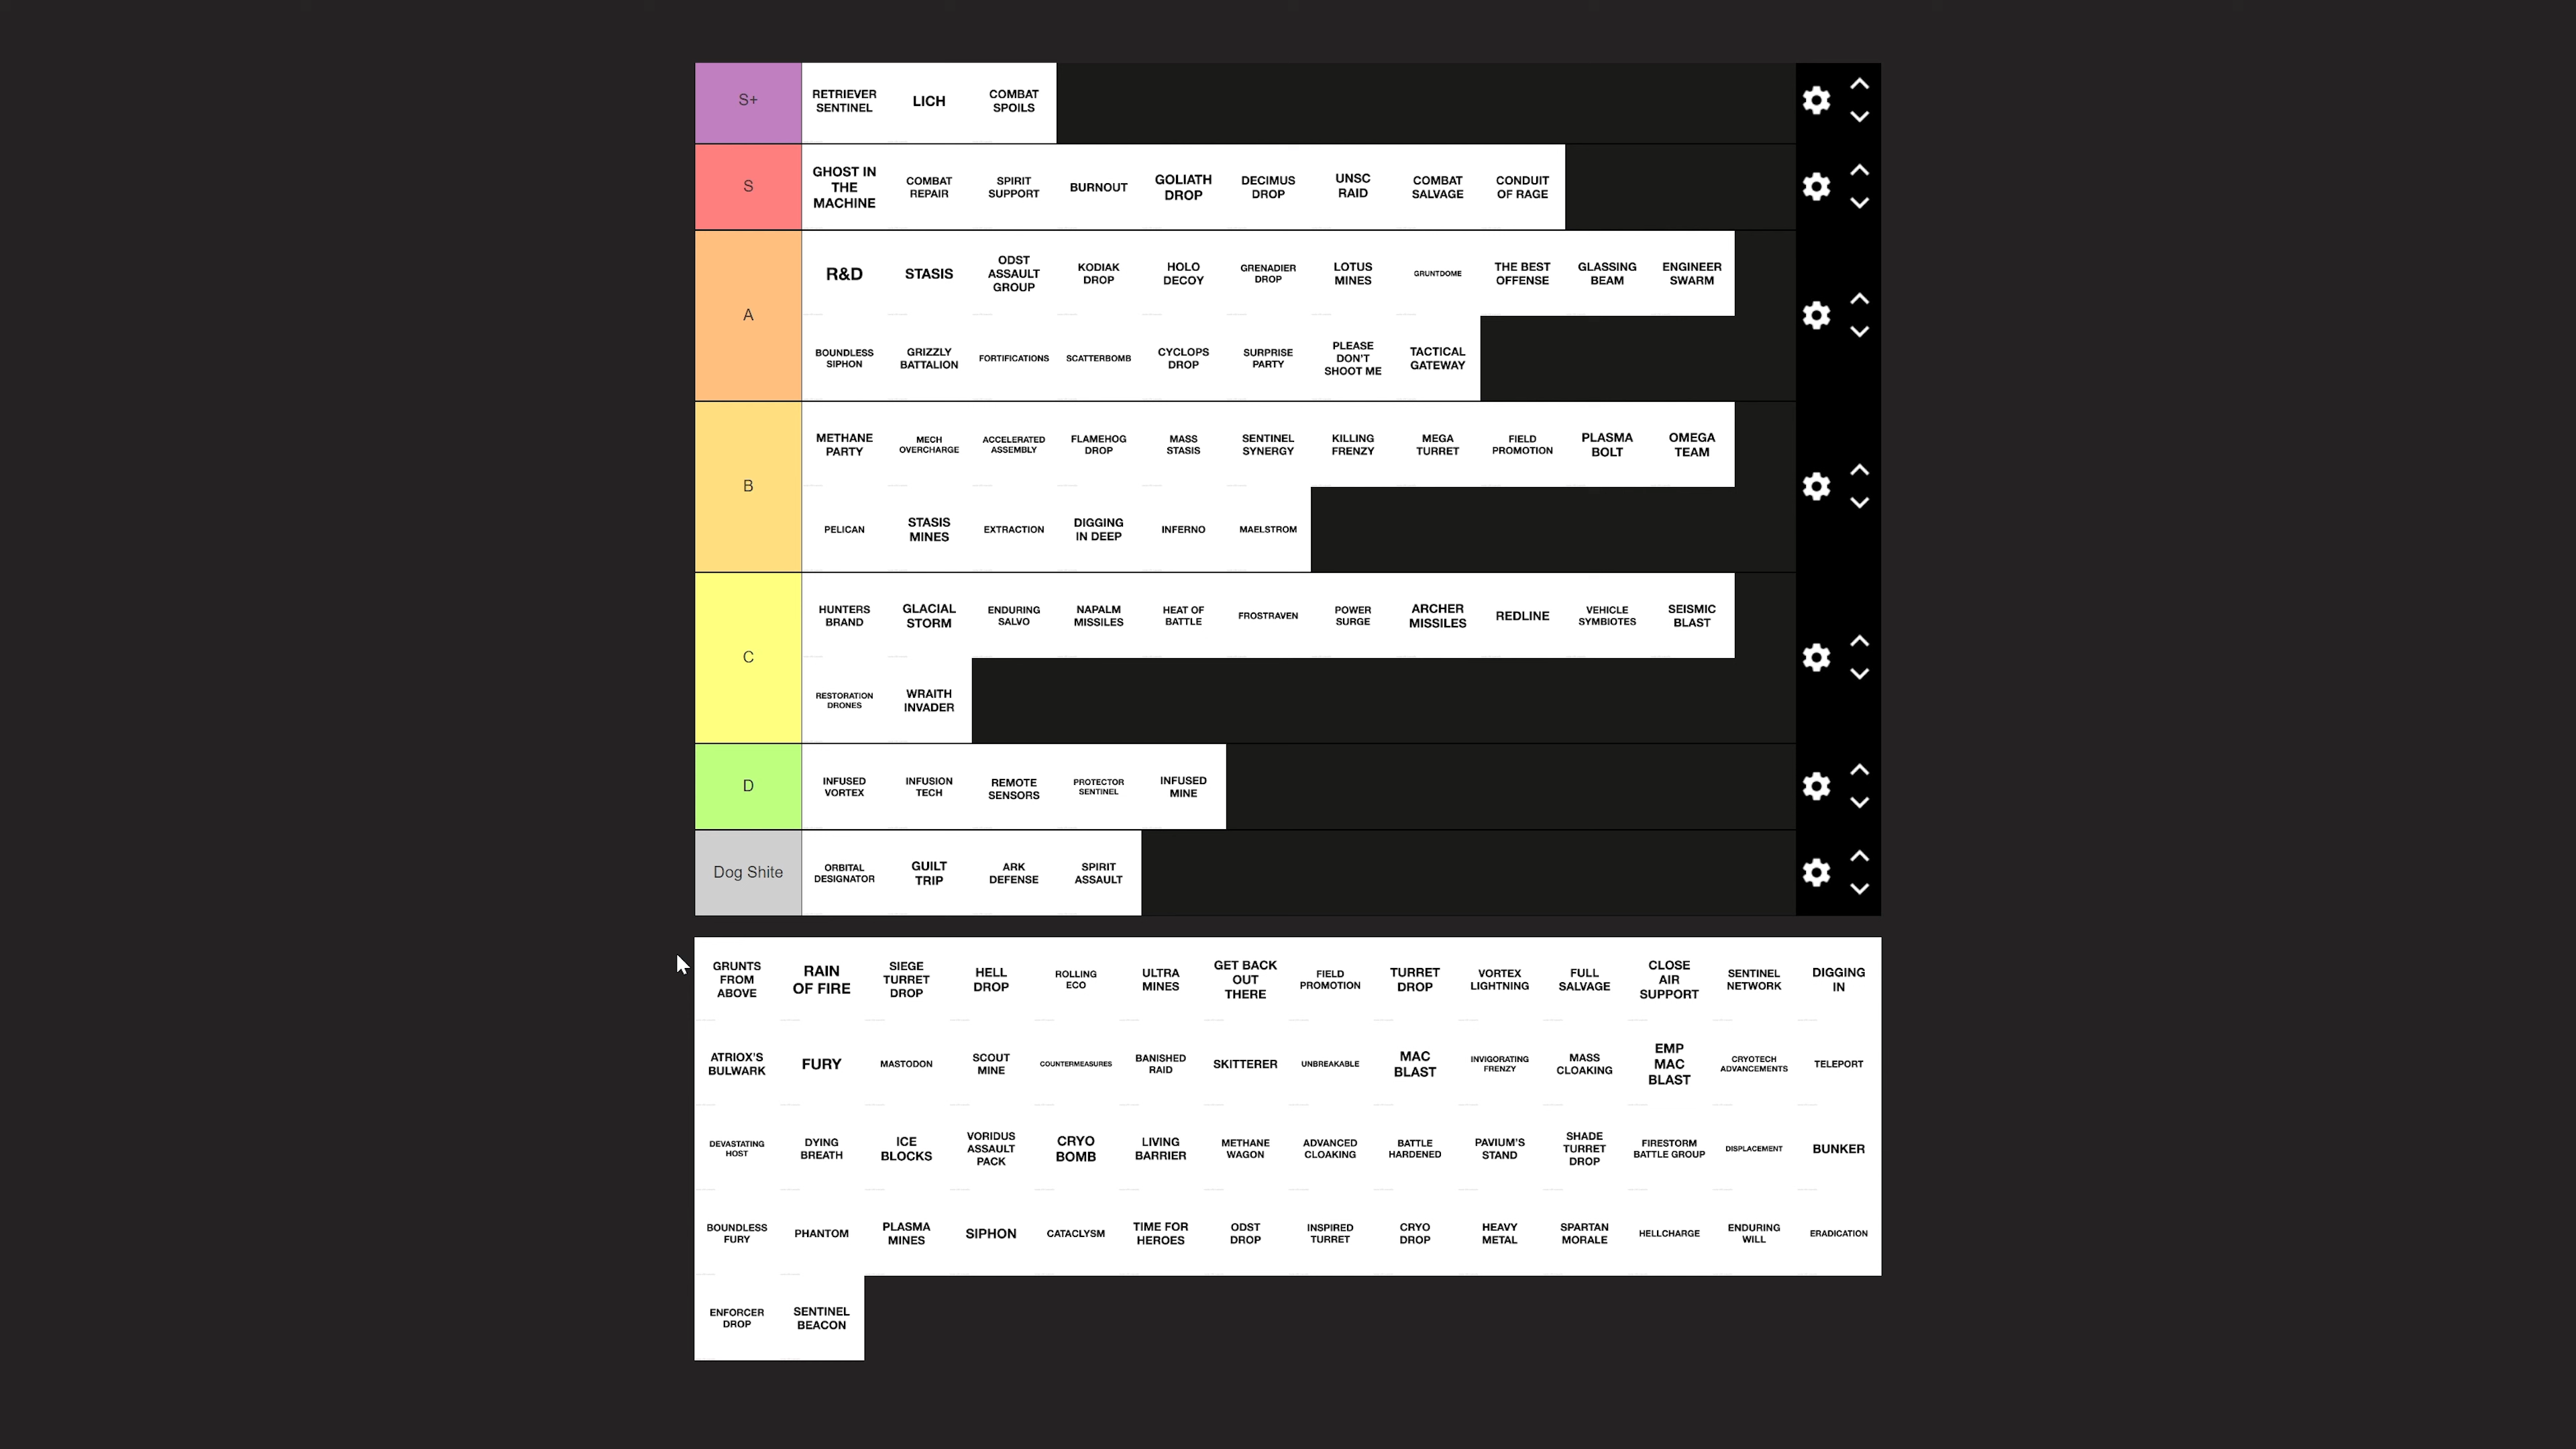 S+
RETRIEVER
SENTINEL
LICH
COMBAT
SPOILS
S
GHOST IN
THE
MACHINE
COMBAT
REPAIR
SPIRIT
SUPPORT
BURNOUT
GOLIATH
DROP
DECIMUS
DROP
UNSC
RAID
COMBAT
SALVAGE
CONDUIT
OF RAGE
A
R&D
STASIS
ODST
ASSAULT
GROUP
KODIAK
DROP
HOLO
DECOY
GRENADIER
DROP
LOTUS
MINES
GRUNTDOME
THE BEST
OFFENSE
GLASSING
BEAM
ENGINEER
SWARM
BOUNDLESS
SIPHON
GRIZZLY
BATTALION
FORTIFICATIONS
SCATTERBOMB
CYCLOPS
DROP
SURPRISE
PARTY
PLEASE
DON'T
SHOOT ME
TACTICAL
GATEWAY
B
METHANE
PARTY
MECH
OVERCHARGE
ACCELERATED
ASSEMBLY
FLAMEHOG
DROP
MASS
STASIS
SENTINEL
SYNERGY
KILLING
FRENZY
MEGA
TURRET
FIELD
PROMOTION
PLASMA
BOLT
OMEGA
TEAM
PELICAN
STASIS
MINES
EXTRACTION
DIGGING
IN DEEP
INFERNO
MAELSTROM
C
HUNTERS
BRAND
GLACIAL
STORM
ENDURING
SALVO
NAPALM
MISSILES
HEAT OF
BATTLE
FROSTRAVEN
POWER
SURGE
ARCHER
MISSILES
REDLINE
VEHICLE
SYMBIOTES
SEISMIC
BLAST
RESTORATION
DRONES
WRAITH
INVADER
D
INFUSED
VORTEX
INFUSION
TECH
REMOTE
SENSORS
PROTECTOR
SENTINEL
INFUSED
MINE
Dog Shite
ORBITAL
DESIGNATOR
GUILT
TRIP
ARK
DEFENSE
SPIRIT
ASSAULT
GRUNTS
FROM
ABOVE
RAIN
OF FIRE
SIEGE
TURRET
DROP
HELL
DROP
ROLLING
ECO
ULTRA
MINES
GET BACK
OUT
THERE
FIELD
PROMOTION
TURRET
DROP
VORTEX
LIGHTNING
FULL
SALVAGE
CLOSE
AIR
SUPPORT
SENTINEL
NETWORK
DIGGING
IN
ATRIOX'S
BULWARK
FURY
MASTODON
SCOUT
MINE
COUNTERMEASURES
BANISHED
RAID
SKITTERER
UNBREAKABLE
MAC
BLAST
INVIGORATING
FRENZY
MASS
CLOAKING
EMP
MAC
BLAST
CRYOTECH
ADVANCEMENTS
TELEPORT
DEVASTATING
HOST
DYING
BREATH
ICE
BLOCKS
VORIDUS
ASSAULT
PACK
CRYO
BOMB
LIVING
BARRIER
METHANE
WAGON
ADVANCED
CLOAKING
BATTLE
HARDENED
PAVIUM'S
STAND
SHADE
TURRET
DROP
FIRESTORM
BATTLE GROUP
DISPLACEMENT
BUNKER
BOUNDLESS
FURY
PHANTOM
PLASMA
MINES
SIPHON
CATACLYSM
TIME FOR
HEROES
ODST
DROP
INSPIRED
TURRET
CRYO
DROP
HEAVY
METAL
SPARTAN
MORALE
HELLCHARGE
ENDURING
WILL
ERADICATION
ENFORCER
DROP
SENTINEL
BEACON